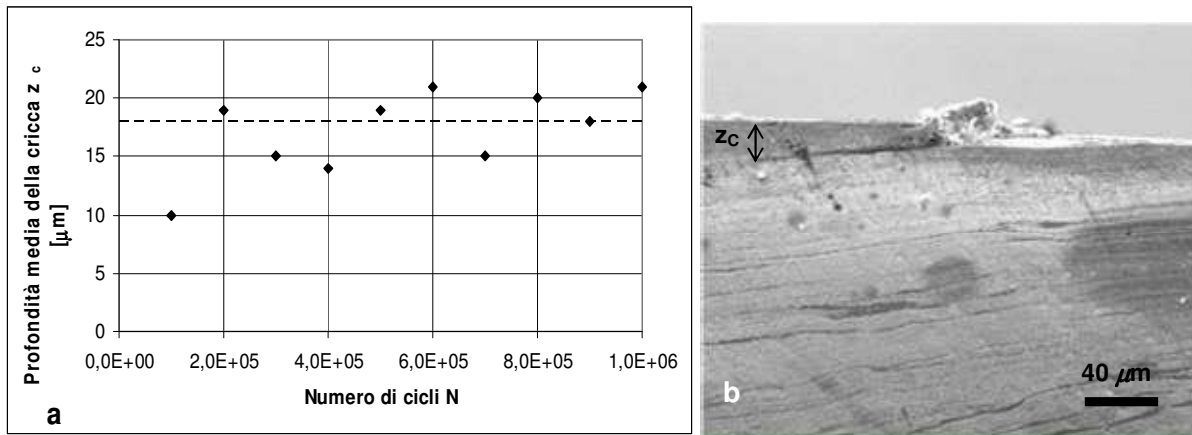 Profondità media della cricca z c
[μm]
25
20
15
10
5
0
0,0E+00 2,0E+05 4,0E+05 6,0E+05 8,0E+05 1,0E+06
Numero di cicli N
a
zC
b
40 μm